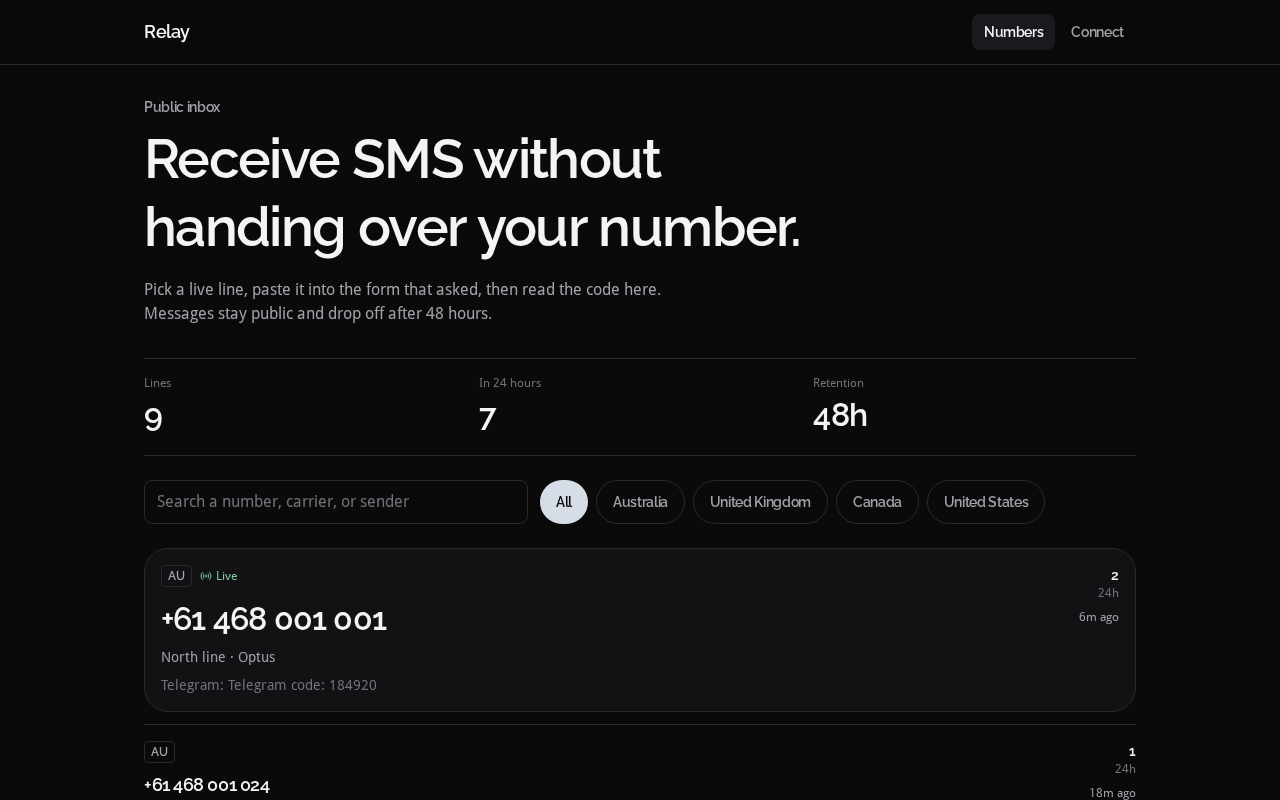 Relay
Numbers
Connect
Public inbox
Receive SMS without
handing over your number.
Pick a live line, paste it into the form that asked, then read the code here.
Messages stay public and drop off after 48 hours.
Lines
In 24 hours
Retention
9
7
48h
Search a number, carrier, or sender
All
Australia
United Kingdom
Canada
United States
AU
Live
2
24h
+61 468 001 001
6m ago
North line · Optus
Telegram: Telegram code: 184920
AU
1
24h
+61 468 001 024
18m ago